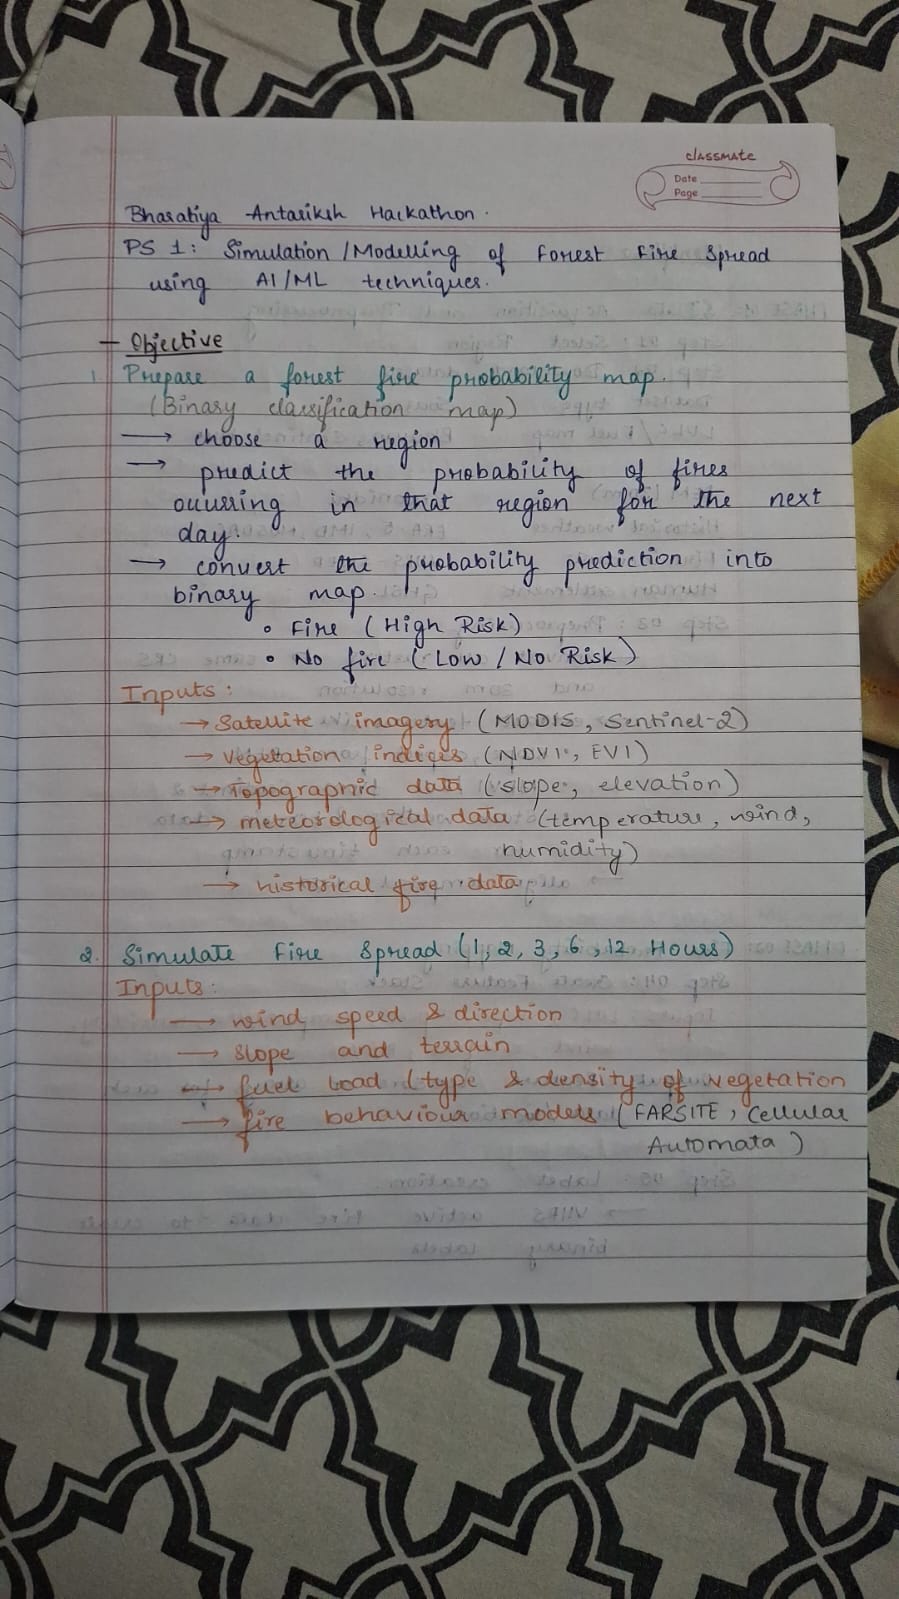 classmate
Date
Page
Bharatiya Antariksh Hackathon.
PS 1: Simulation/Modelling of Forest Fire Spread
using AI/ML techniques.
- Objective
1. Prepare a forest fire probability map.
(Binary classification map)
→ choose a region
→ predict the probability of fires
ouurring in that region for the next
day.
→ convert the probability prediction into
binary map.
• Fire (High Risk)
• No fire (Low / No Risk)
Inputs:
→ Satellite imagery (MODIS, Sentinel-2)
→ Vegetation indices (NDVI, EVI)
→ Topographic data (slope, elevation)
→ meteorological data (temperature, wind,
humidity)
→ historical fire data
2. Simulate Fire Spread (1, 2, 3, 6, 12 Hours)
Inputs:
→ wind speed & direction
→ slope and terrain
→ fuel load (type & density of vegetation
→ fire behaviour models (FARSITE, Cellular
Automata)